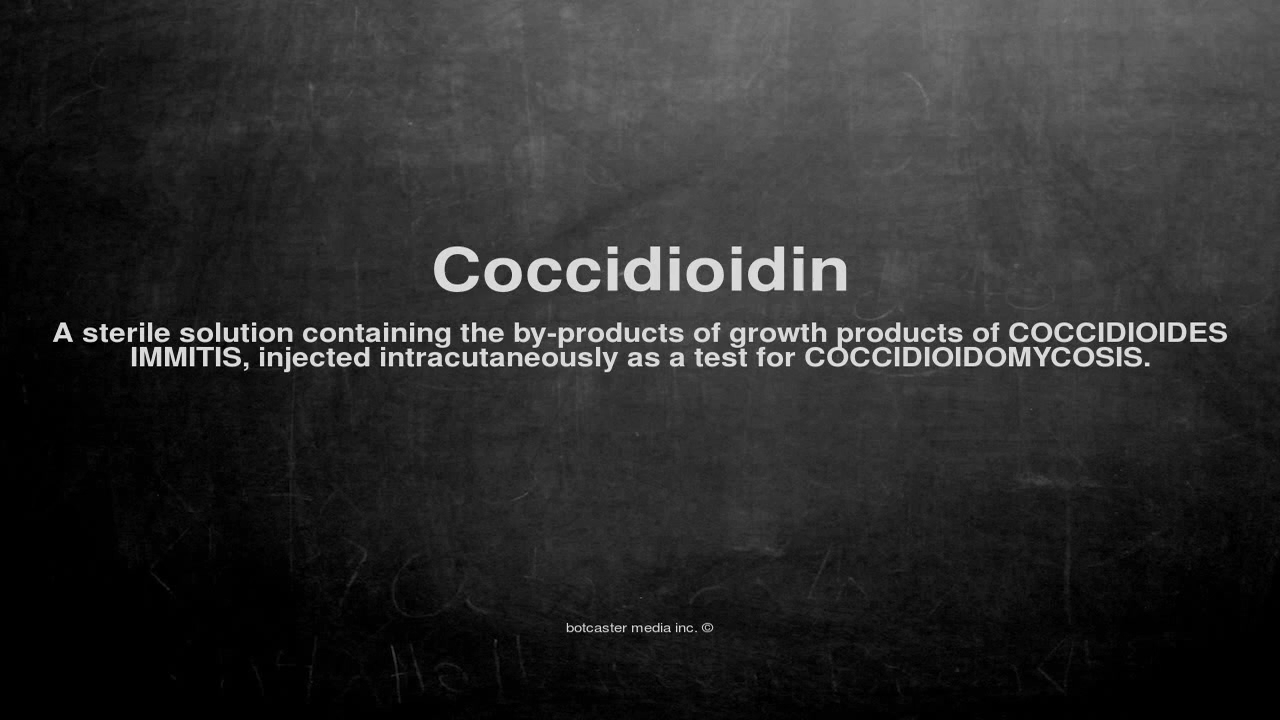 Coccidioidin
A sterile solution containing the by-products of growth products of COCCIDIOIDES
IMMITIS, injected intracutaneously as a test for COCCIDIOIDOMYCOSIS.
botcaster media inc. ©